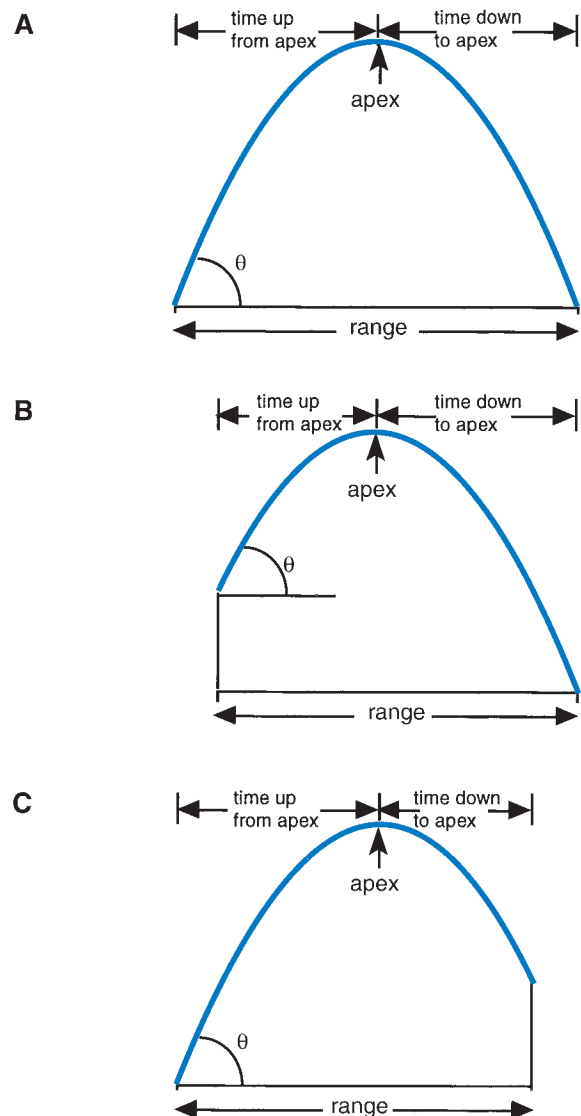 A
time up
from apex
time down
to apex
apex
θ
range
B
time up
from apex
time down
to apex
apex
θ
range
C
time up
from apex
time down
to apex
apex
θ
range